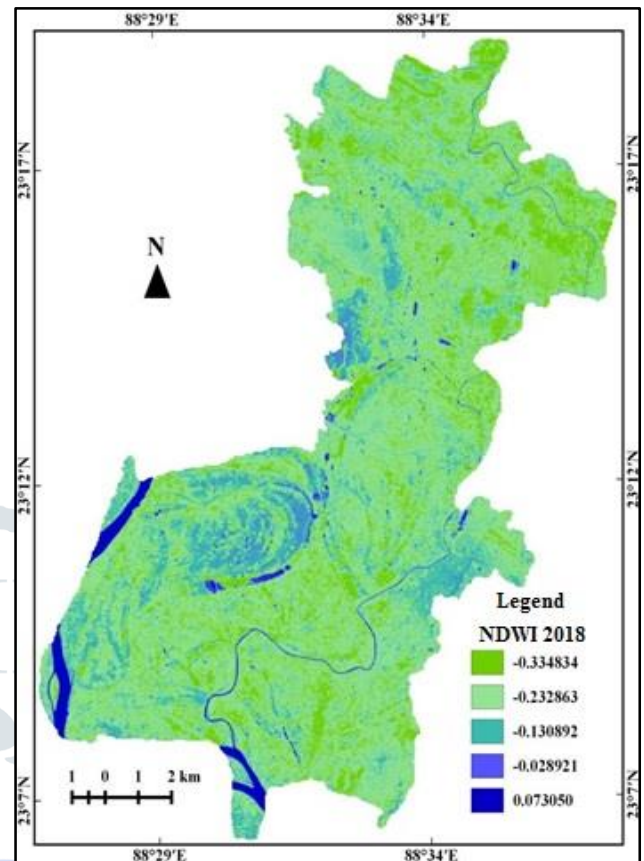 88°29'E 88°34'E
23°17'N 23°17'N
N
23°12'N 23°12'N
Legend
NDWI 2018
-0.334834
-0.232863
-0.130892
-0.028921
0.073050
1 0 1 2 km
23°7'N 23°7'N
88°29'E 88°34'E